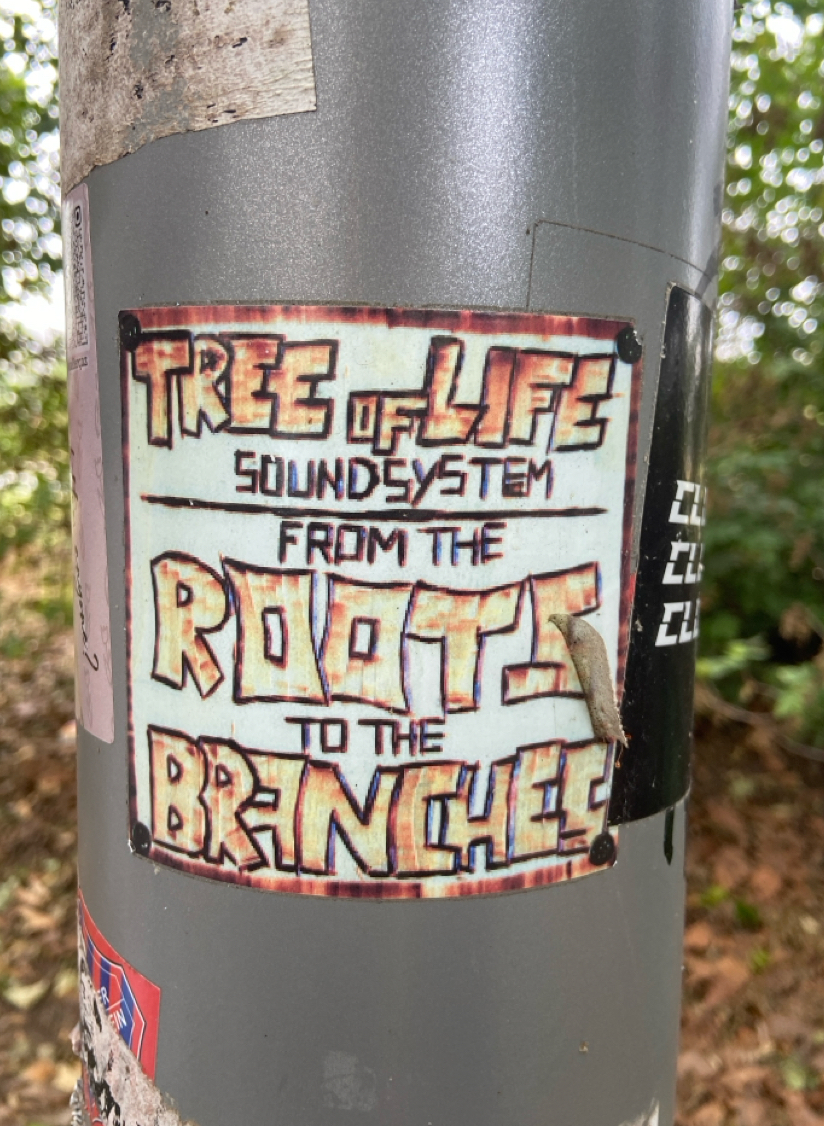 TREE OF LIFE
SOUNDSYSTEM
FROM THE
ROOTS
TO THE
BRANCHES